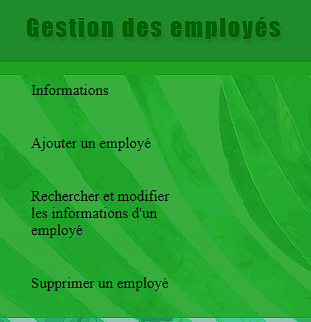 Gestion des employés
Informations
Ajouter un employé
Rechercher et modifier
les informations d'un
employé
Supprimer un employé